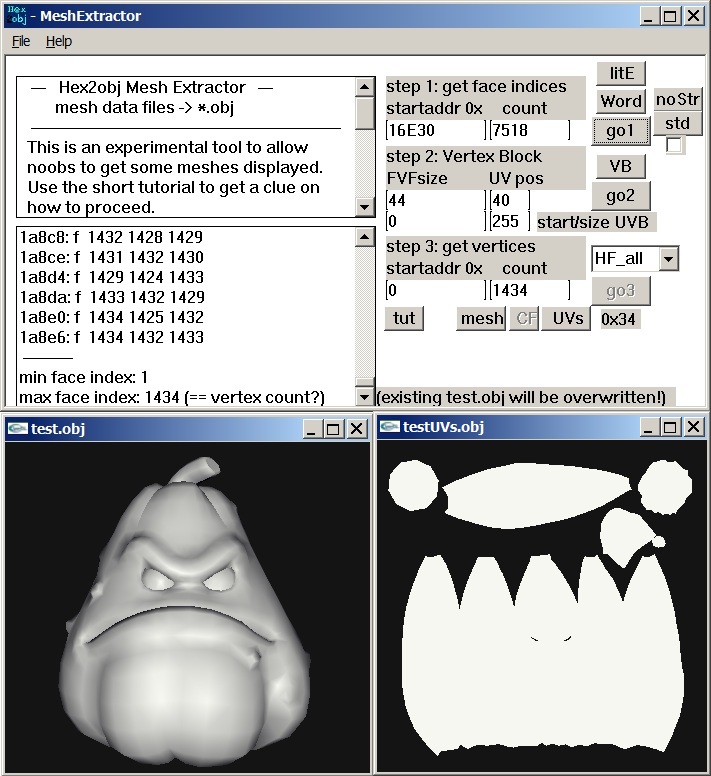 Hex
obj - MeshExtractor
File Help
— Hex2obj Mesh Extractor —
mesh data files -> *.obj
This is an experimental tool to allow
noobs to get some meshes displayed.
Use the short tutorial to get a clue on
how to proceed.
1a8c8: f 1432 1428 1429
1a8ce: f 1431 1432 1430
1a8d4: f 1429 1424 1433
1a8da: f 1433 1432 1429
1a8e0: f 1434 1425 1432
1a8e6: f 1434 1432 1433
min face index: 1
max face index: 1434 (== vertex count?)
step 1: get face indices
startaddr 0x count
16E30 7518
litE
Word noStr
go1 std
step 2: Vertex Block
FVFsize UV pos
44 40
0 255 start/size UVB
VB
go2
step 3: get vertices
startaddr 0x count
0 1434
HF_all
go3
tut mesh CF UVs 0x34
(existing test.obj will be overwritten!)
test.obj
testUVs.obj